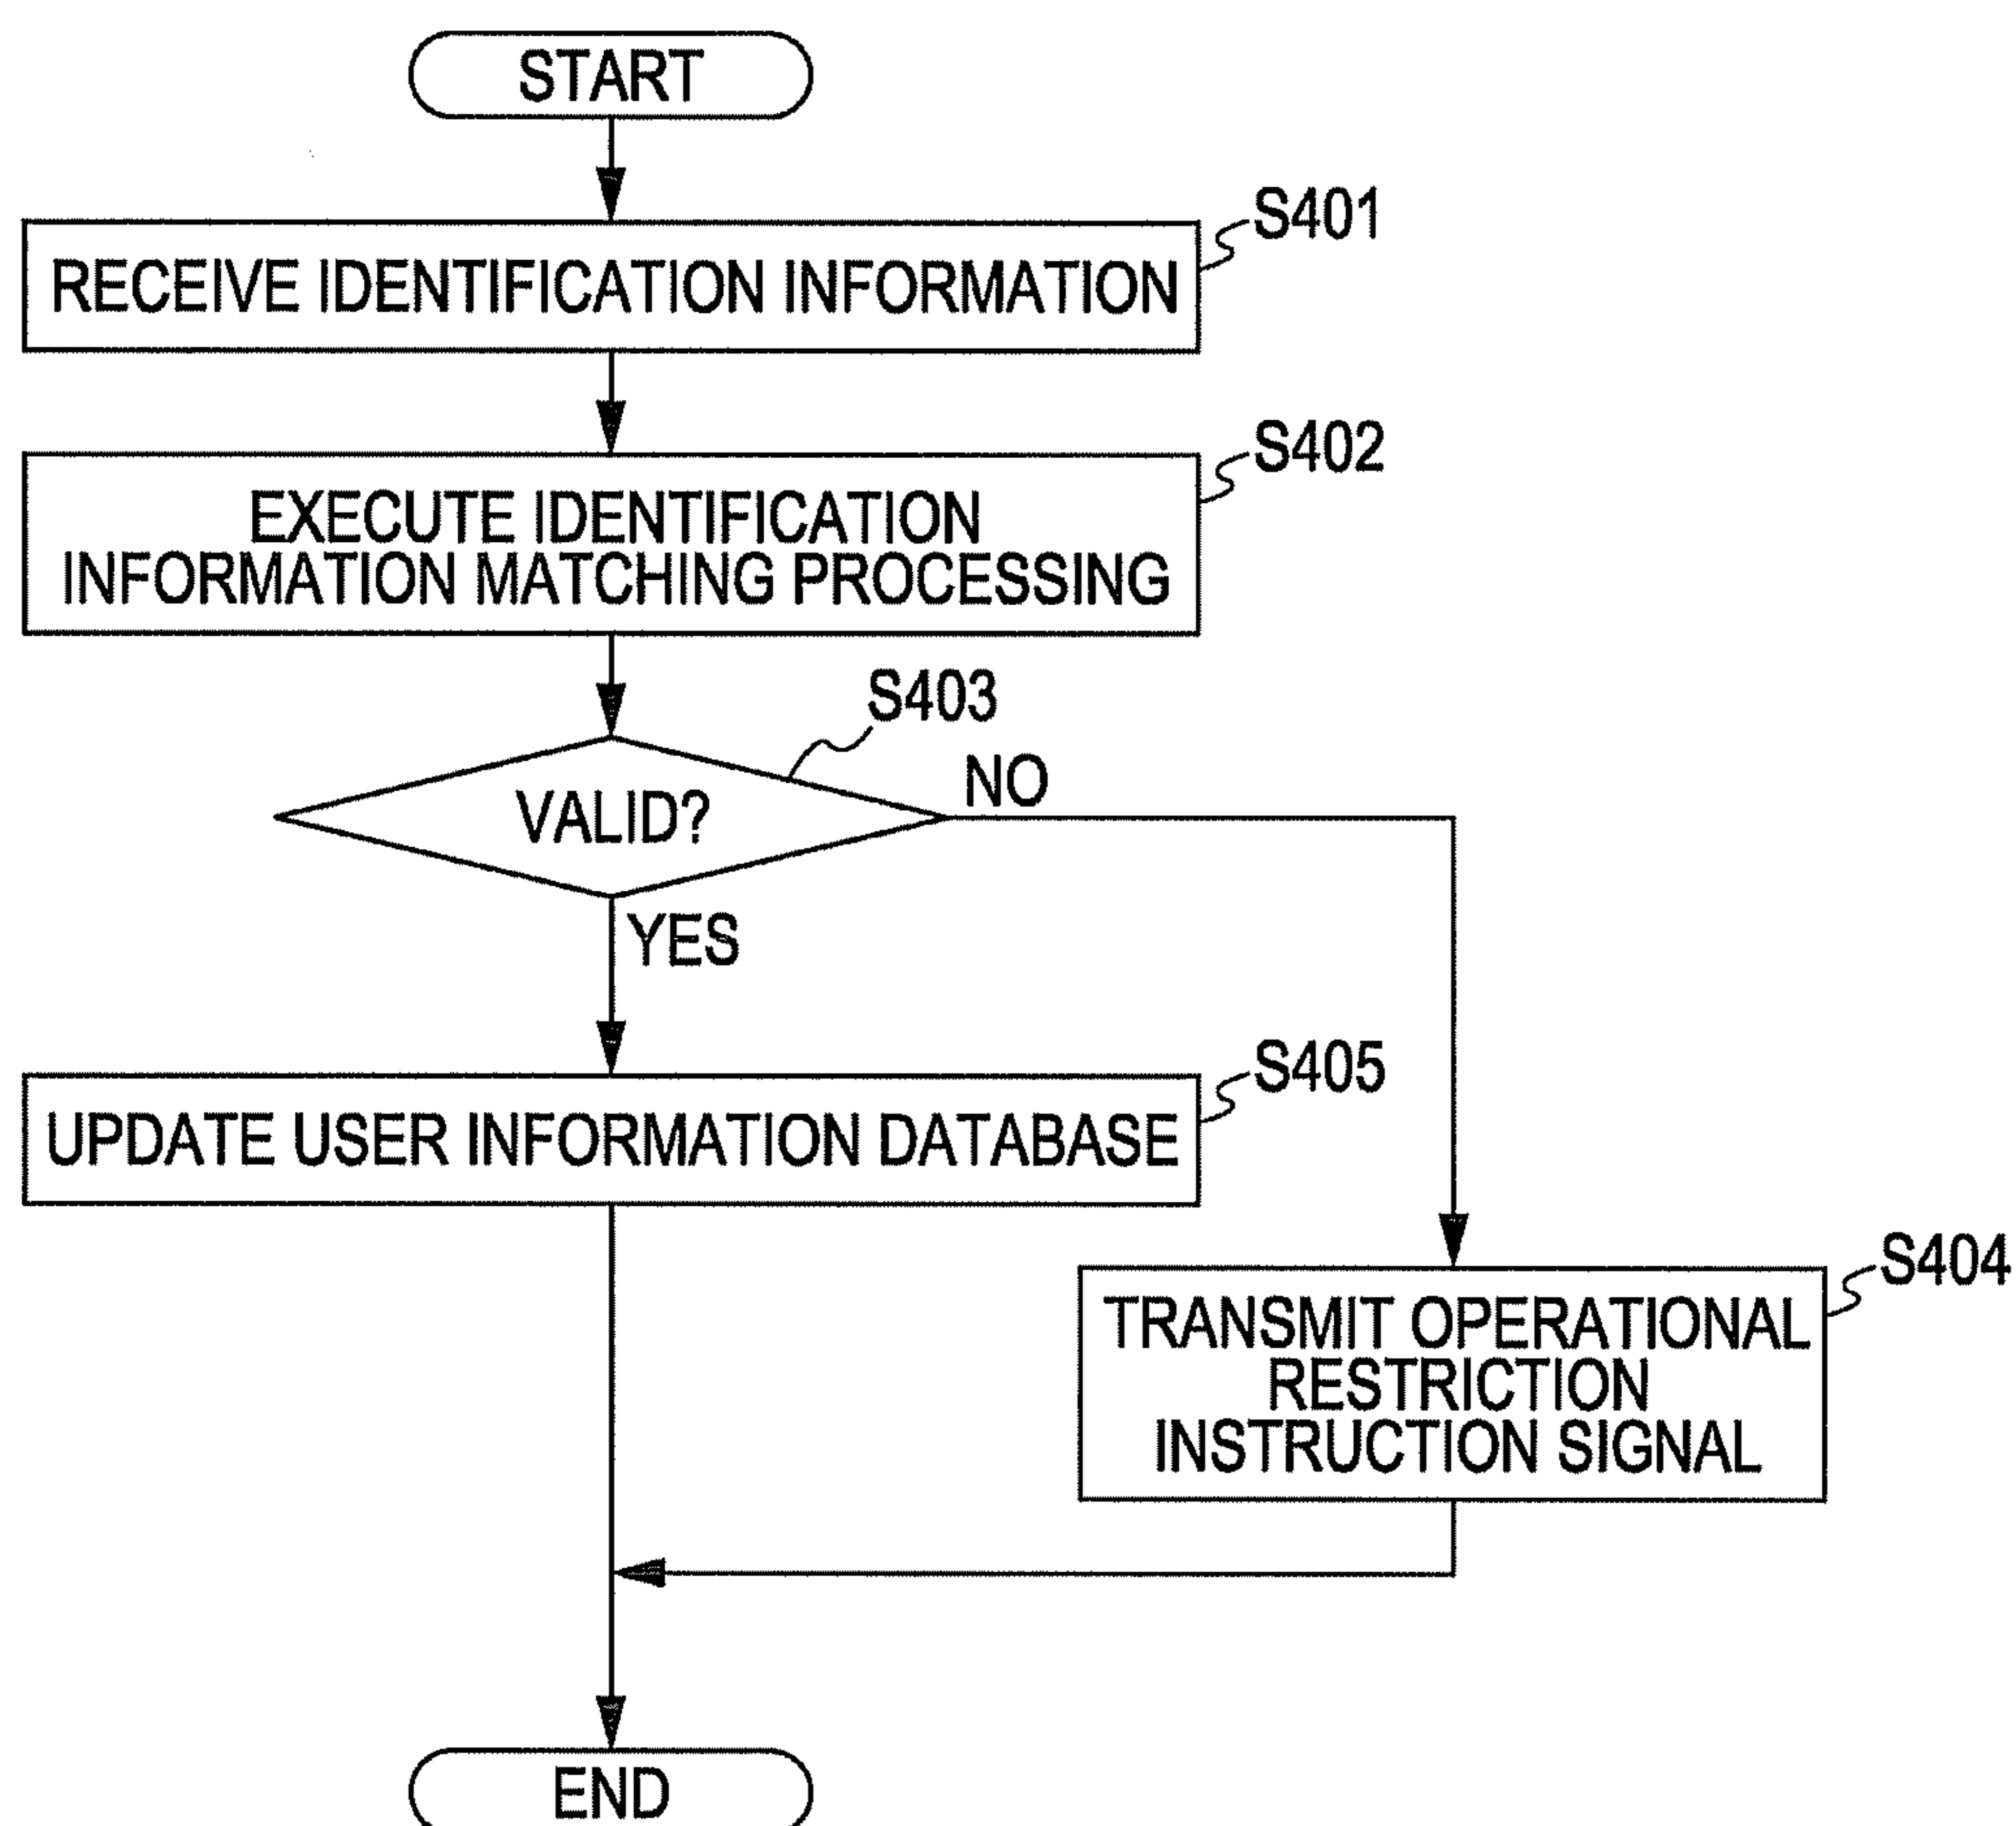 START
S401
RECEIVE IDENTIFICATION INFORMATION
S402
EXECUTE IDENTIFICATION
INFORMATION MATCHING PROCESSING
S403
VALID?
NO
YES
S405
UPDATE USER INFORMATION DATABASE
S404
TRANSMIT OPERATIONAL
RESTRICTION
INSTRUCTION SIGNAL
END